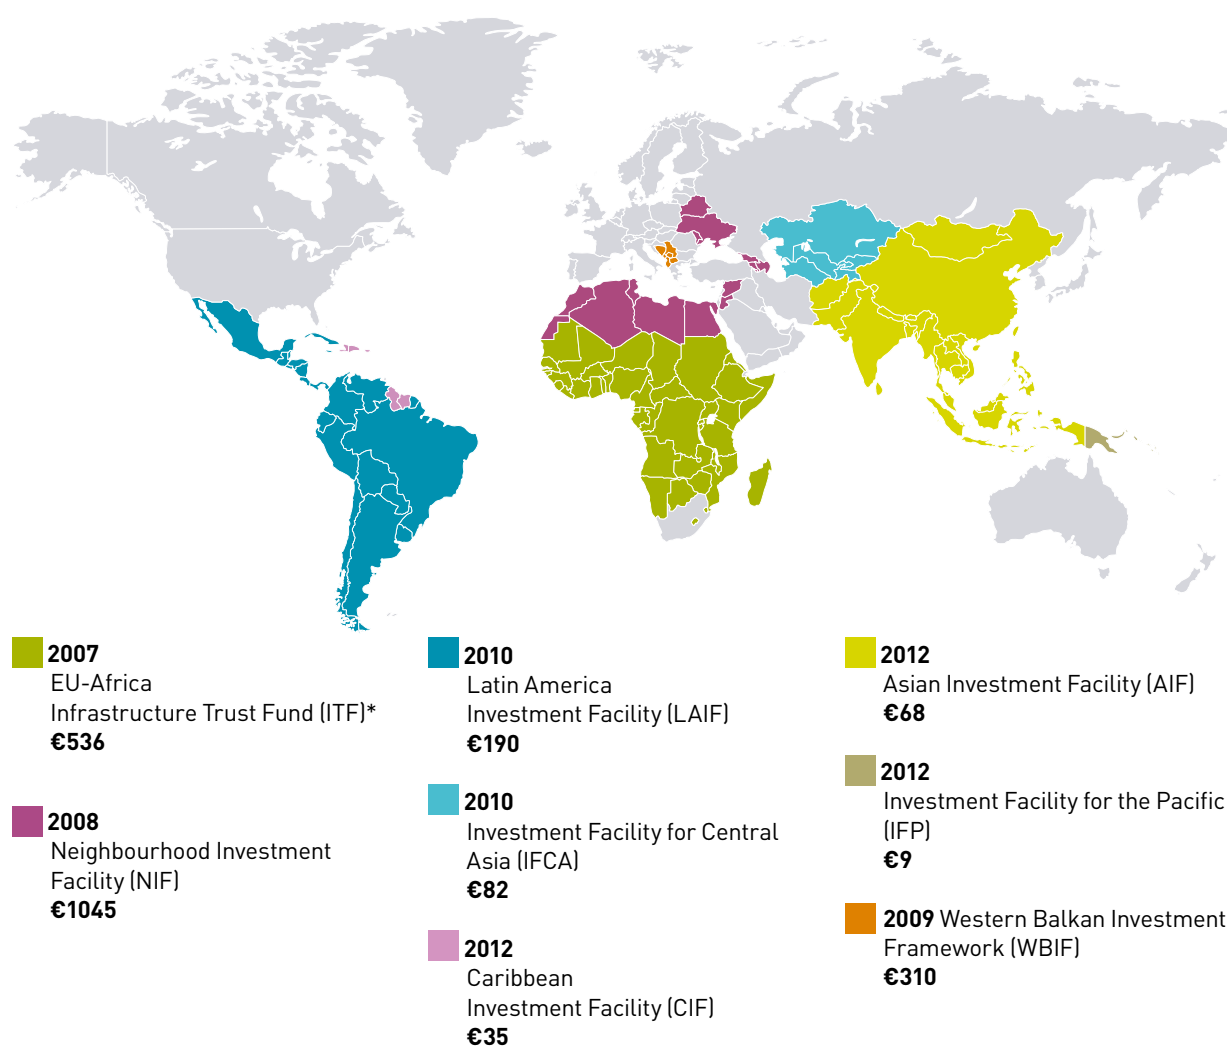 2007
EU-Africa
Infrastructure Trust Fund (ITF)*
€536
2008
Neighbourhood Investment
Facility (NIF)
€1045
2010
Latin America
Investment Facility (LAIF)
€190
2010
Investment Facility for Central
Asia (IFCA)
€82
2012
Caribbean
Investment Facility (CIF)
€35
2012
Asian Investment Facility (AIF)
€68
2012
Investment Facility for the Pacific
(IFP)
€9
2009 Western Balkan Investment
Framework (WBIF)
€310